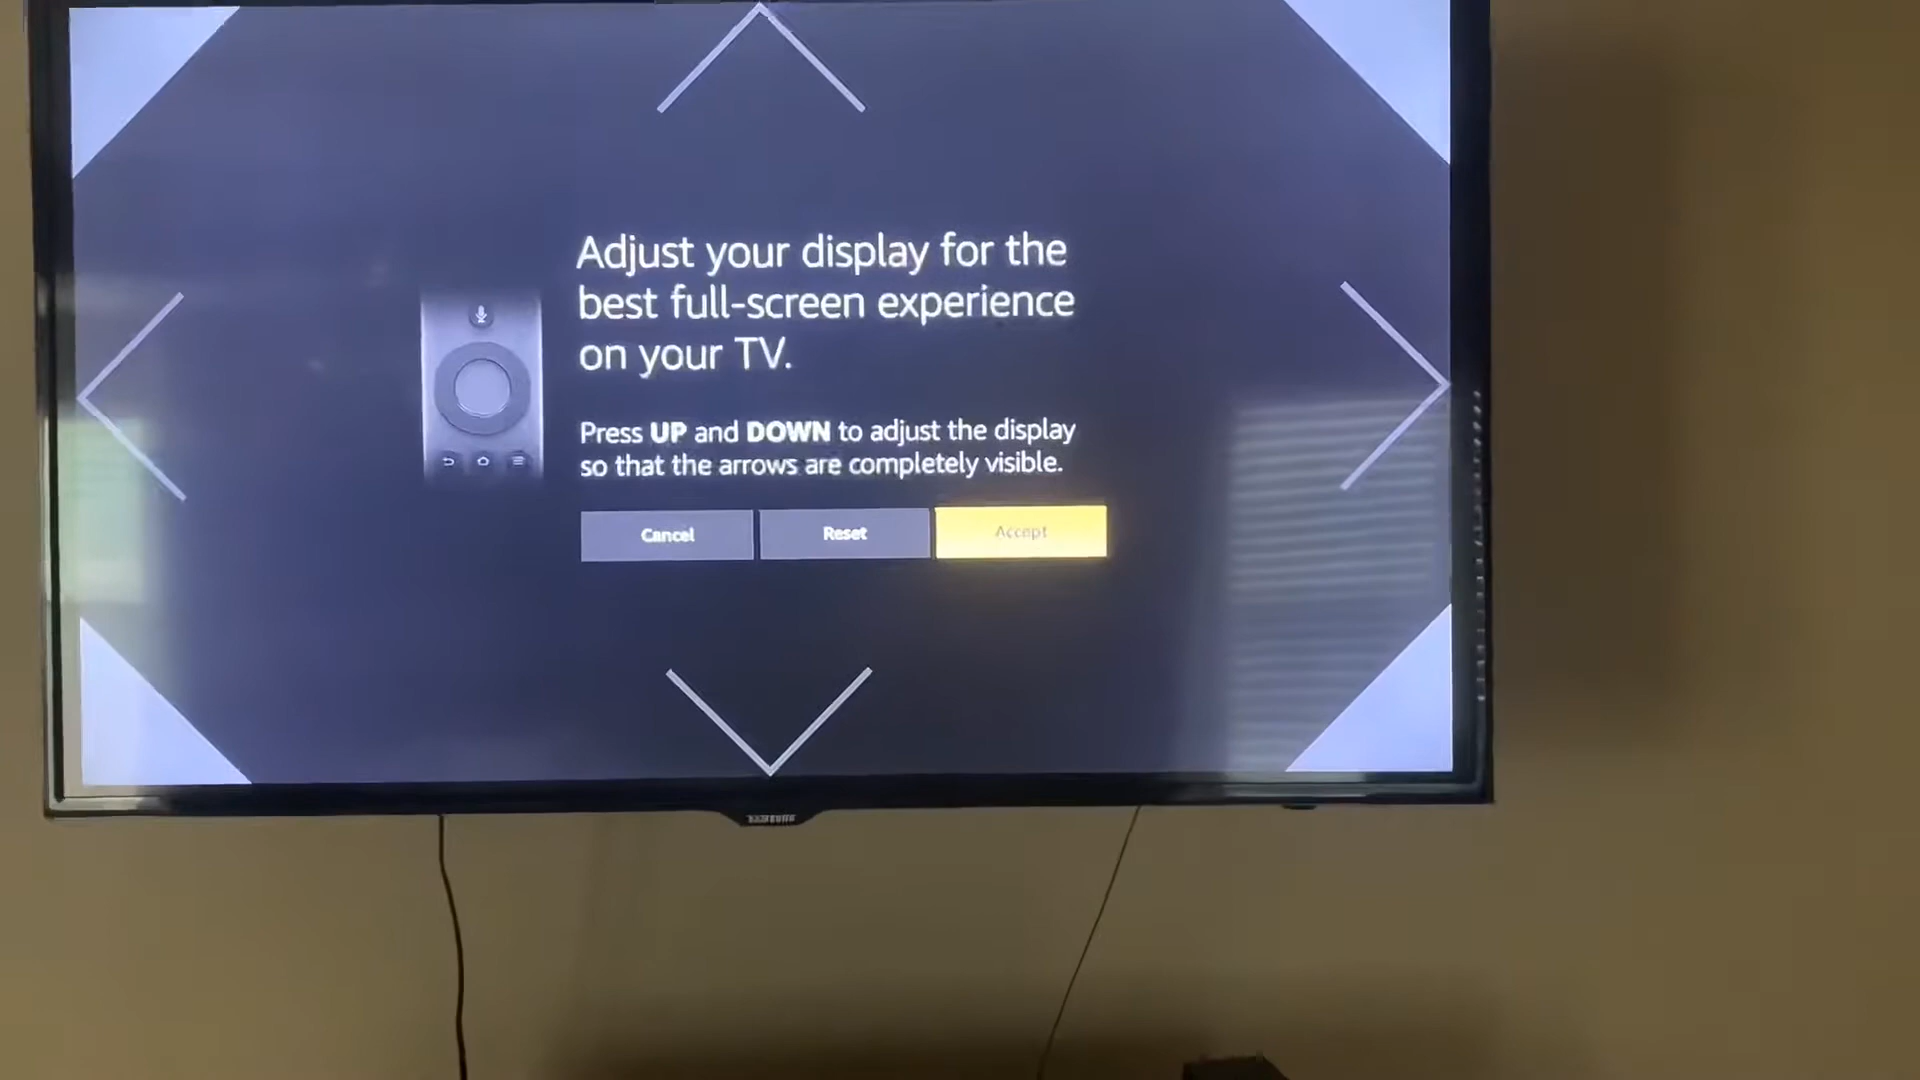 Adjust your display for the
best full-screen experience
on your TV.
Press UP and DOWN to adjust the display
so that the arrows are completely visible.
Cancel
Reset
Accept